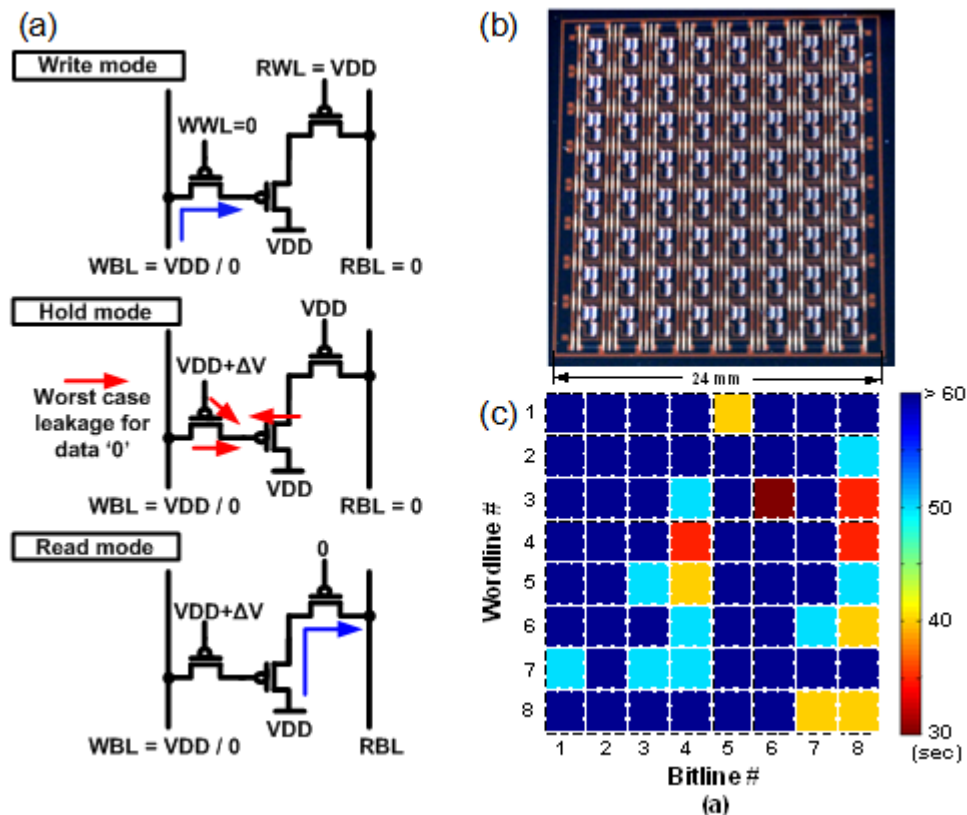 (a)
Write mode
RWL = VDD
WWL=0
VDD
WBL = VDD / 0
RBL = 0
Hold mode
VDD
VDD+ΔV
Worst case
leakage for
data ‘0’
VDD
WBL = VDD / 0
RBL = 0
Read mode
0
VDD+ΔV
VDD
WBL = VDD / 0
RBL
(b)
24 mm
(c)
Wordline #
1
2
3
4
5
6
7
8
1 2 3 4 5 6 7 8
Bitline #
(a)
> 60
50
40
30
(sec)